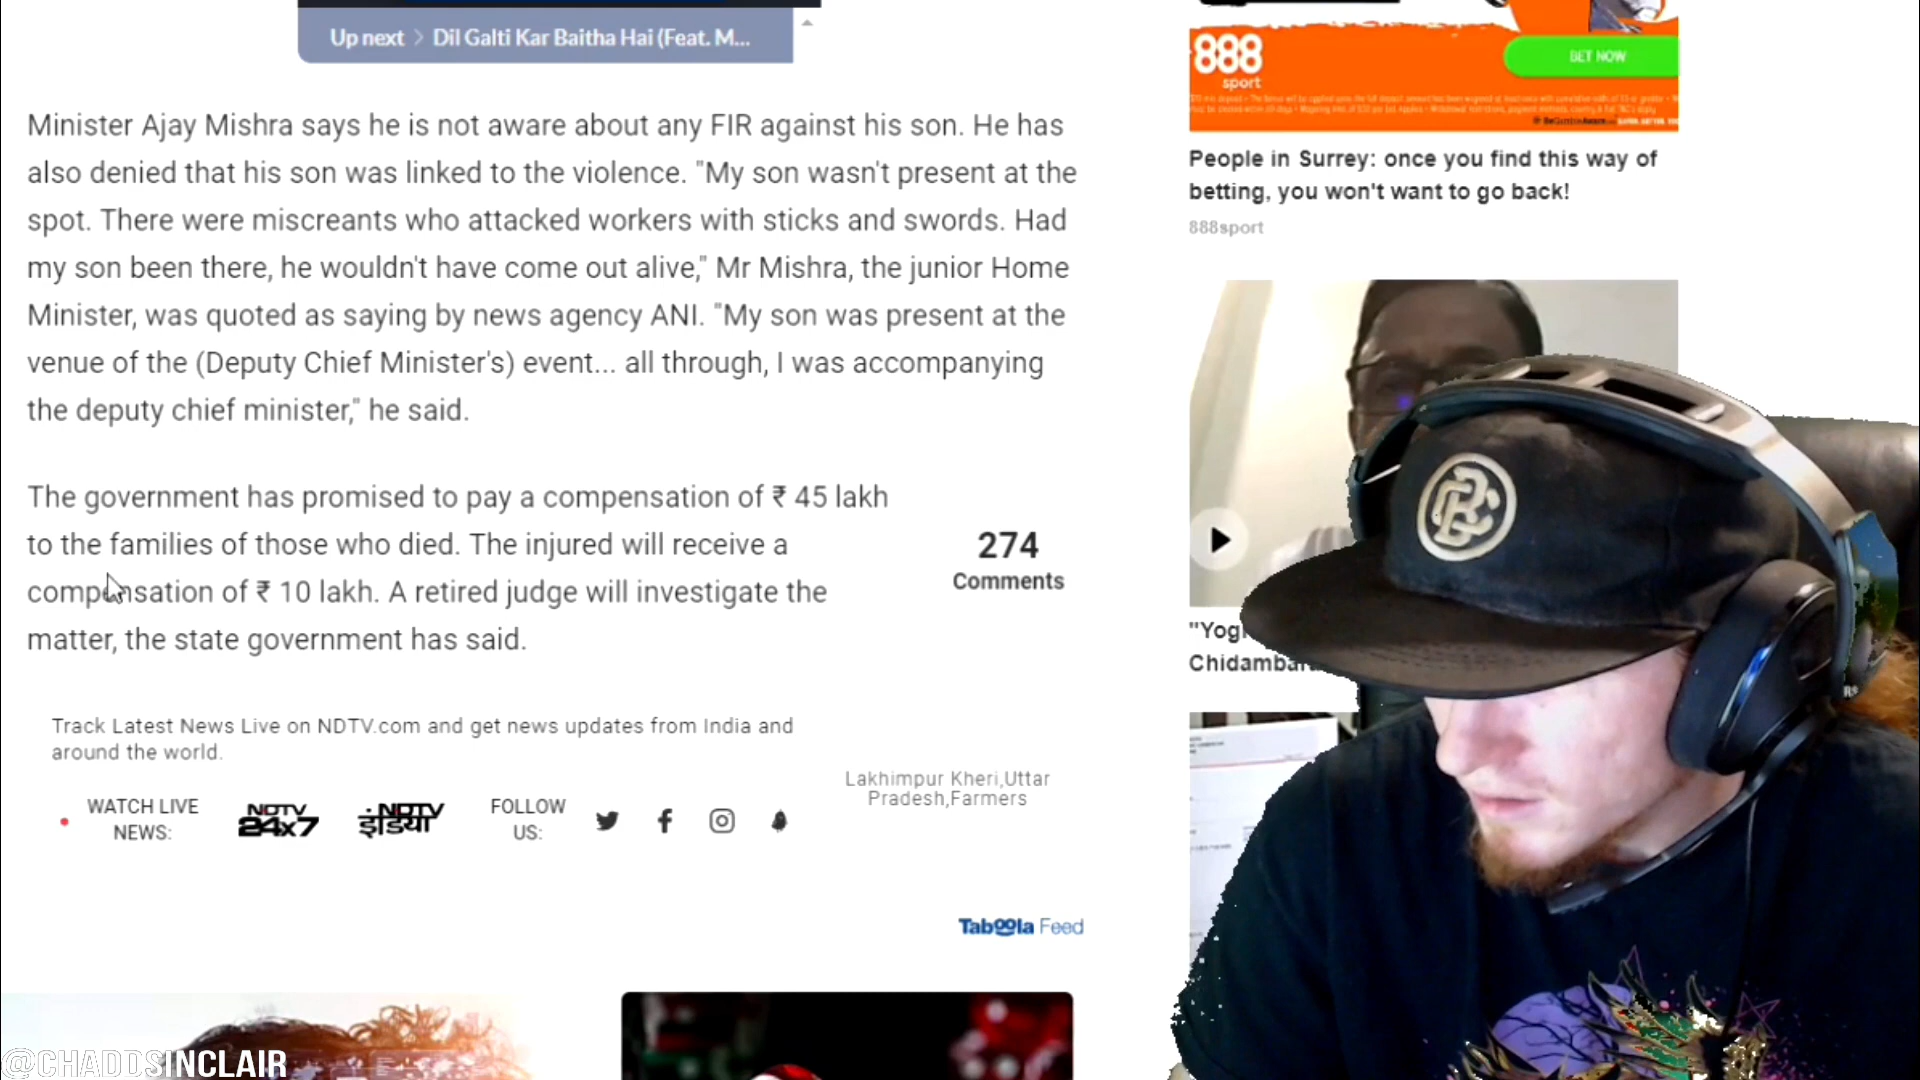 Up next > Dil Galti Kar Baitha Hai (Feat. M...
Minister Ajay Mishra says he is not aware about any FIR against his son. He has
also denied that his son was linked to the violence. "My son wasn't present at the
spot. There were miscreants who attacked workers with sticks and swords. Had
my son been there, he wouldn't have come out alive," Mr Mishra, the junior Home
Minister, was quoted as saying by news agency ANI. "My son was present at the
venue of the (Deputy Chief Minister's) event... all through, I was accompanying
the deputy chief minister," he said.
The government has promised to pay a compensation of ₹ 45 lakh
to the families of those who died. The injured will receive a
compensation of ₹ 10 lakh. A retired judge will investigate the
matter, the state government has said.
274
Comments
Track Latest News Live on NDTV.com and get news updates from India and
around the world.
WATCH LIVE
NEWS:
NDTV
24x7
NDTV
इंडिया
FOLLOW
US:
Lakhimpur Kheri,Uttar
Pradesh,Farmers
Taboola Feed
888
sport
BET NOW
People in Surrey: once you find this way of
betting, you won't want to go back!
888sport
"Yogi
Chidambar
@CHADDSINCLAIR